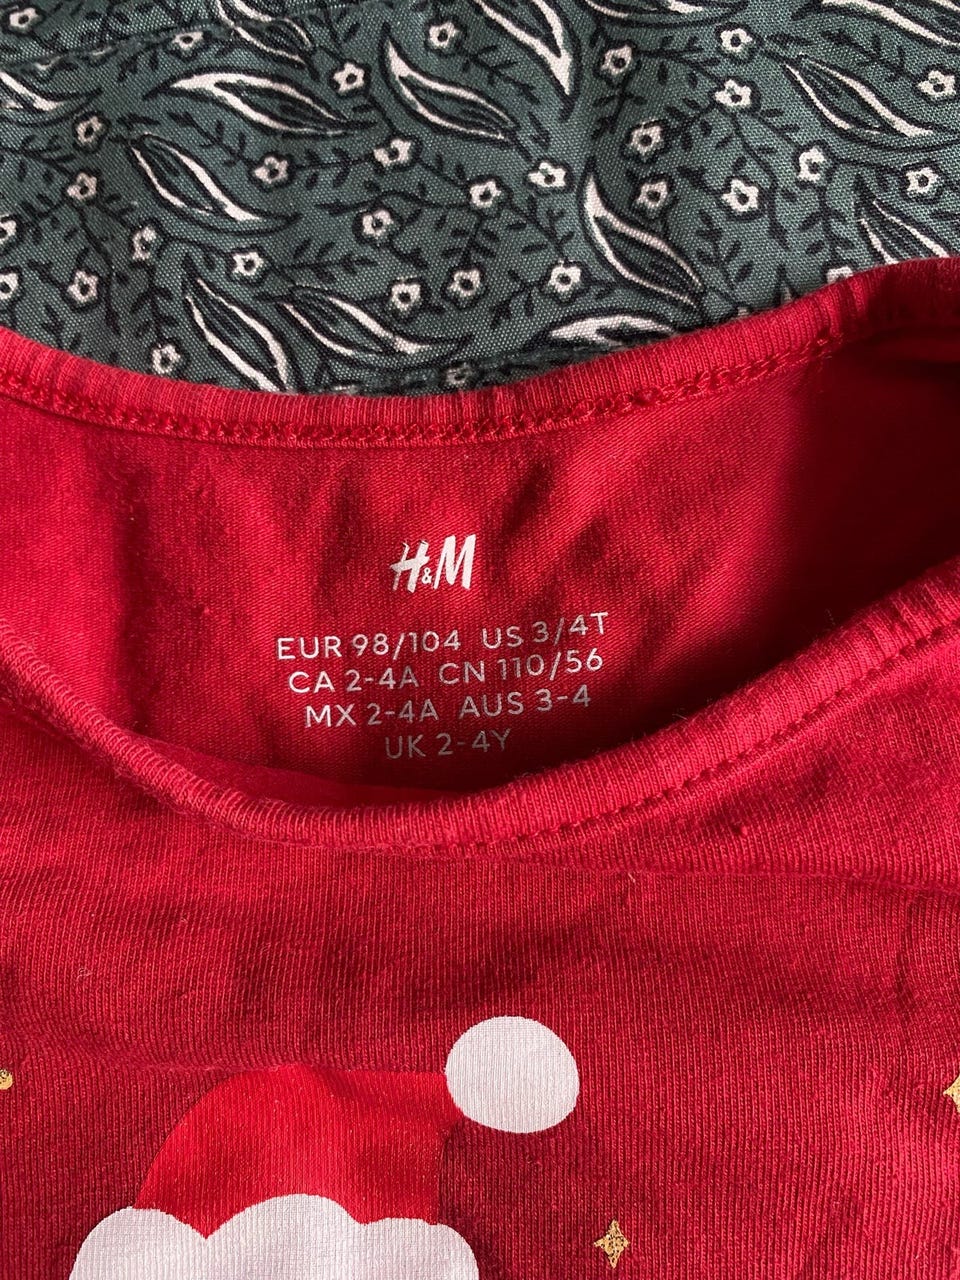 H&M
EUR 98/104 US 3/4T
CA 2-4A CN 110/56
MX 2-4A AUS 3-4
UK 2-4Y